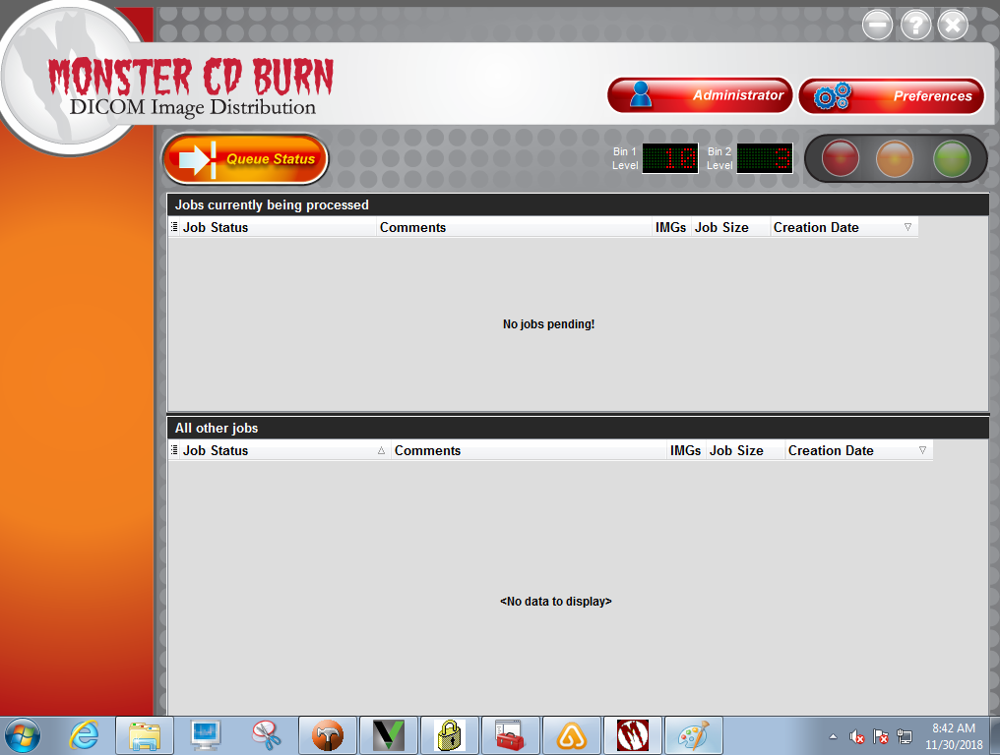 MONSTER CD BURN
DICOM Image Distribution
Administrator
Preferences
Queue Status
Bin 1
Level
10
Bin 2
Level
3
Jobs currently being processed
Job Status Comments IMGs Job Size Creation Date
No jobs pending!
All other jobs
Job Status Comments IMGs Job Size Creation Date
<No data to display>
8:42 AM
11/30/2018